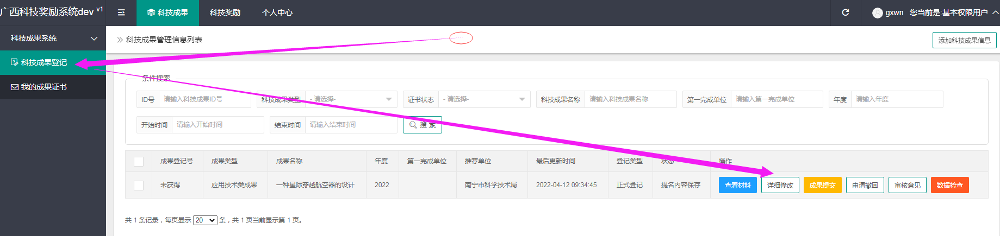 广西科技奖励系统dev v1
科技成果
科技奖励
个人中心
gxwn 您当前是:基本权限用户
科技成果系统
科技成果登记
我的成果证书
科技成果管理信息列表
添加科技成果信息
条件搜索
ID号 请输入科技成果ID号
科技成果类型 - 请选择-
证书状态 - 请选择-
科技成果名称 请输入科技成果名称
第一完成单位 请输入第一完成单位
年度 请输入年度
开始时间 请输入开始时间
结束时间 请输入结束时间
搜 索
成果登记号 成果类型 成果名称 年度 第一完成单位 推荐单位 最后更新时间 登记类型 状态 操作
未获得 应用技术类成果 一种星际穿越航空器的设计 2022 南宁市科学技术局 2022-04-12 09:34:45 正式登记 提名内容保存 查看材料 详细修改 成果提交 申请撤回 审核意见 数据检查
共 1 条记录，每页显示 20 条，共 1 页当前显示第 1 页。